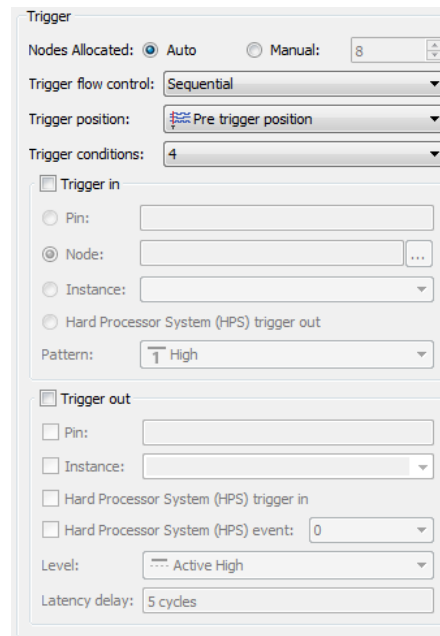 Trigger
Nodes Allocated: Auto Manual: 8
Trigger flow control: Sequential
Trigger position: Pre trigger position
Trigger conditions: 4
Trigger in
Pin:
Node: ...
Instance:
Hard Processor System (HPS) trigger out
Pattern: 1 High
Trigger out
Pin:
Instance:
Hard Processor System (HPS) trigger in
Hard Processor System (HPS) event: 0
Level: Active High
Latency delay: 5 cycles